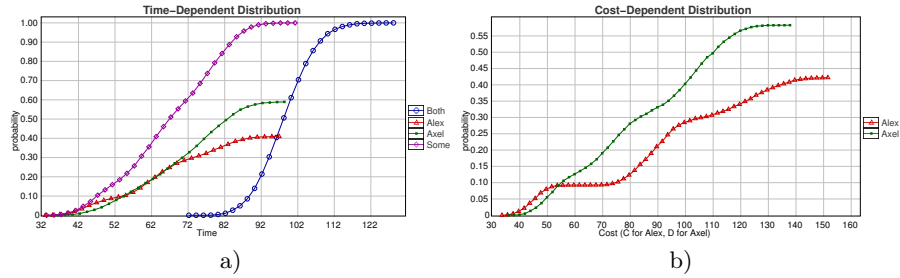 Time-Dependent Distribution
1.00
0.90
0.80
0.70
0.60
0.50
0.40
0.30
0.20
0.10
0
probability
32 42 52 62 72 82 92 102 112 122
Time
Both
Alex
Axel
Some
a)
Cost-Dependent Distribution
0.55
0.50
0.45
0.40
0.35
0.30
0.25
0.20
0.15
0.10
0.05
0
probability
30 40 50 60 70 80 90 100 110 120 130 140 150 160
Cost (C for Alex, D for Axel)
Alex
Axel
b)